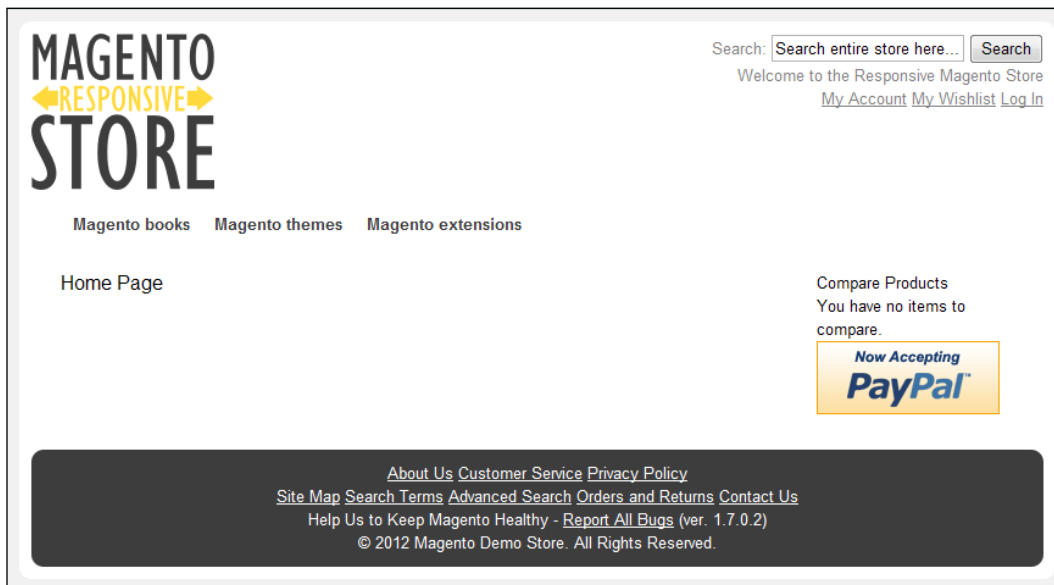 MAGENTO
RESPONSIVE
STORE
Search: Search entire store here... Search
Welcome to the Responsive Magento Store
My Account My Wishlist Log In
Magento books Magento themes Magento extensions
Home Page
Compare Products
You have no items to
compare.
Now Accepting
PayPal™
About Us Customer Service Privacy Policy
Site Map Search Terms Advanced Search Orders and Returns Contact Us
Help Us to Keep Magento Healthy - Report All Bugs (ver. 1.7.0.2)
© 2012 Magento Demo Store. All Rights Reserved.